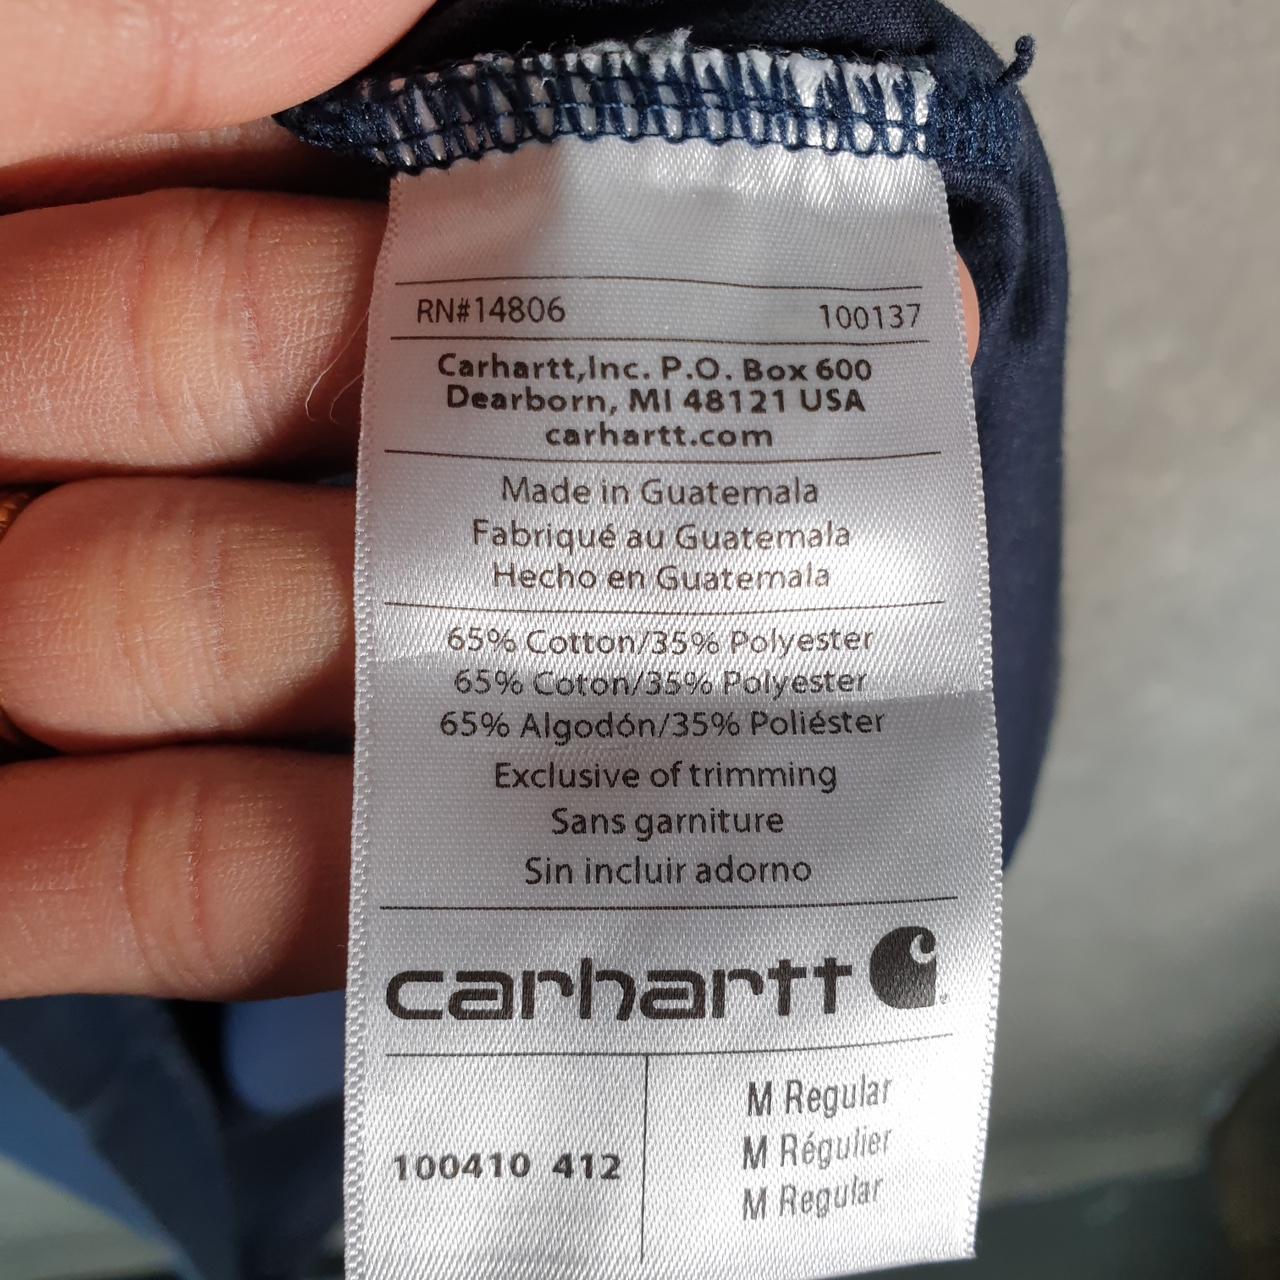 RN#14806 100137
Carhartt,Inc. P.O. Box 600
Dearborn, MI 48121 USA
carhartt.com
Made in Guatemala
Fabriqué au Guatemala
Hecho en Guatemala
65% Cotton/35% Polyester
65% Coton/35% Polyester
65% Algodón/35% Poliéster
Exclusive of trimming
Sans garniture
Sin incluir adorno
carhartt
100410 412
M Regular
M Régulier
M Regular